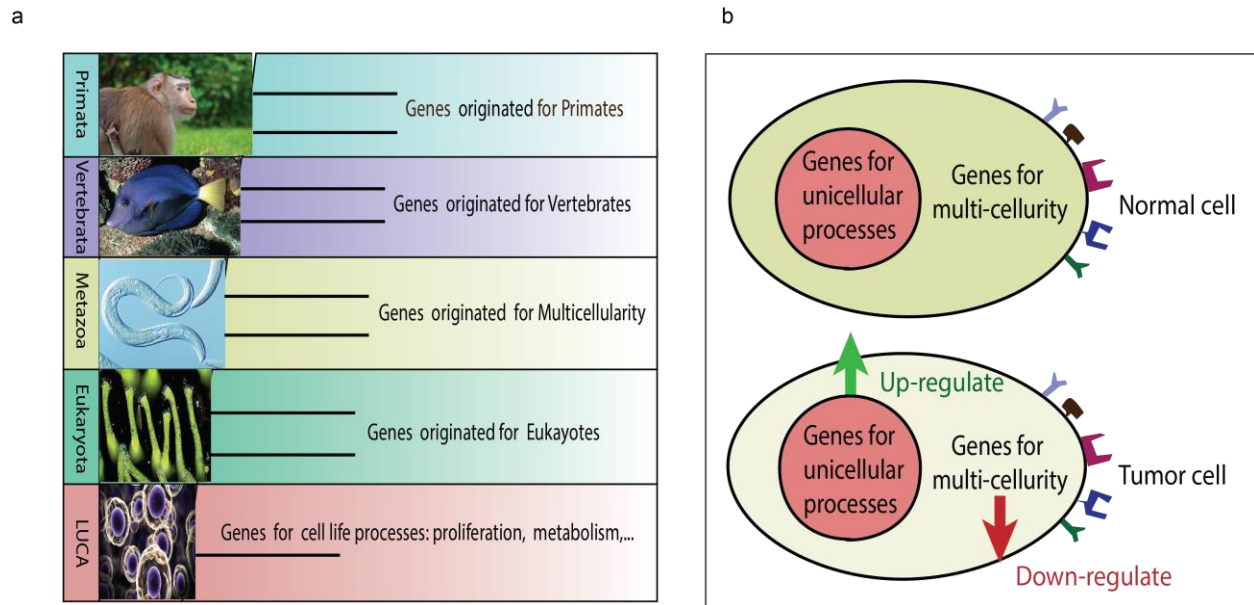 a
Primata
Genes originated for Primates
Vertebrata
Genes originated for Vertebrates
Metazoa
Genes originated for Multicellularity
Eukaryota
Genes originated for Eukayotes
LUCA
Genes for cell life processes: proliferation, metabolism,...
b
Genes for
unicellular
processes
Genes for
multi-cellurity
Normal cell
Up-regulate
Genes for
unicellular
processes
Genes for
multi-cellurity
Tumor cell
Down-regulate